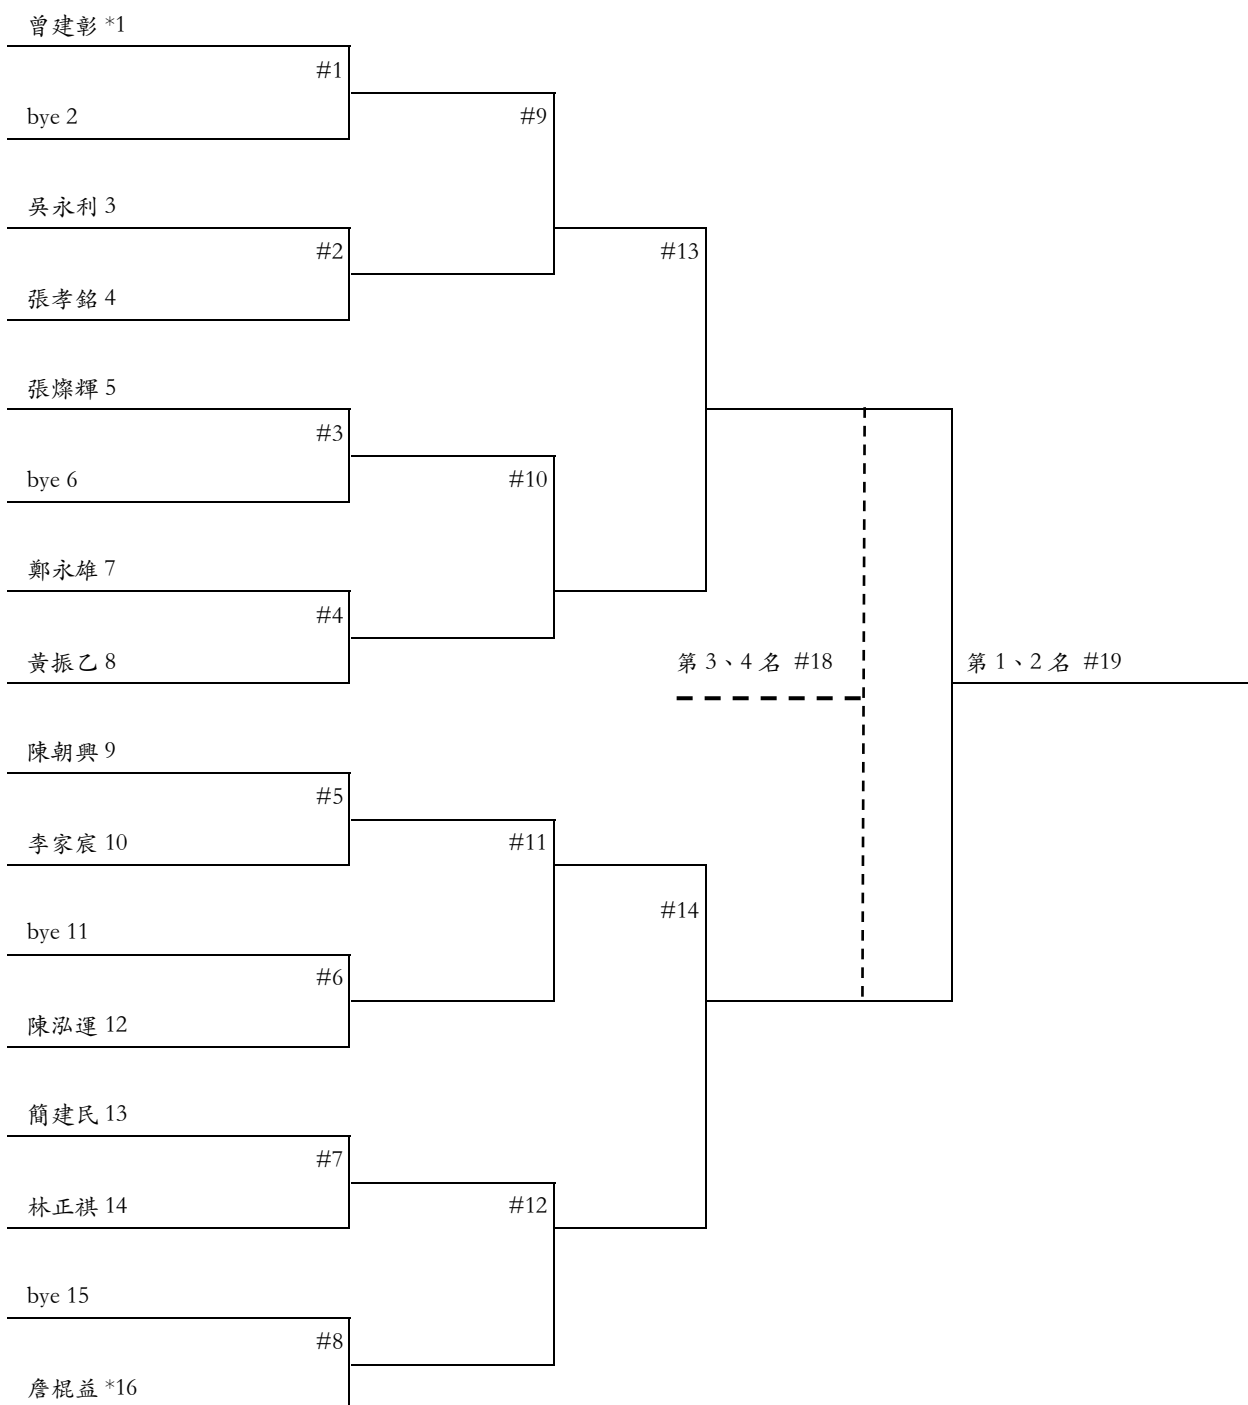 曾建彰 *1
#1
bye 2
#9
吳永利 3
#2
#13
張孝銘 4
張燦輝 5
#3
bye 6
#10
鄭永雄 7
#4
黃振乙 8
第 3、4 名 #18
第 1、2 名 #19
陳朝興 9
#5
李家宸 10
#11
bye 11
#14
#6
陳泓運 12
簡建民 13
#7
林正祺 14
#12
bye 15
#8
詹棍益 *16